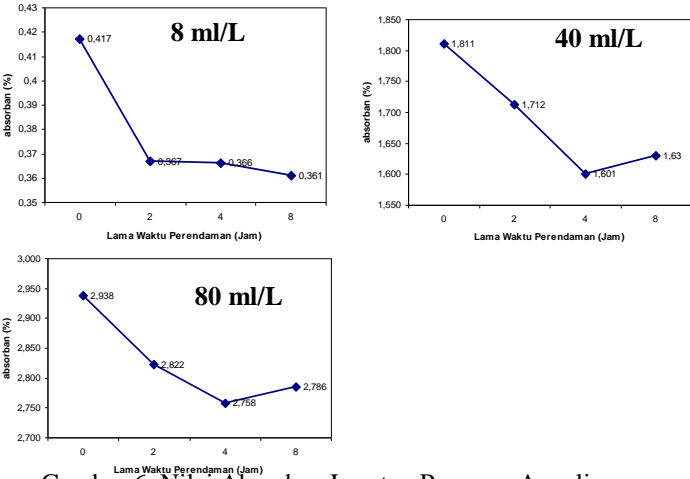 8 ml/L
absorban (%)
0,43
0,42
0,41
0,4
0,39
0,38
0,37
0,36
0,35
0,417
0,367
0,366
0,361
0 2 4 8
Lama Waktu Perendaman (Jam)
40 ml/L
absorban (%)
1,850
1,800
1,750
1,700
1,650
1,600
1,550
1,811
1,712
1,601
1,63
0 2 4 8
Lama Waktu Perendaman (Jam)
80 ml/L
absorban (%)
3,000
2,950
2,900
2,850
2,800
2,750
2,700
2,938
2,822
2,758
2,786
0 2 4 8
Lama Waktu Perendaman (Jam)